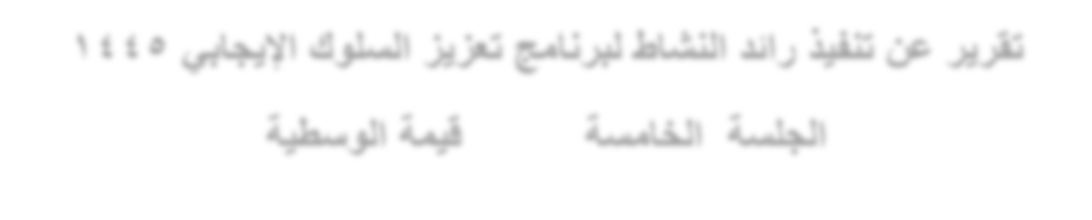 تقرير عن تنفيذ رائد النشاط لبرنامج تعزيز السلوك الإيجابي ١٤٤٥
الجلسة الخامسة قيمة الوسطية